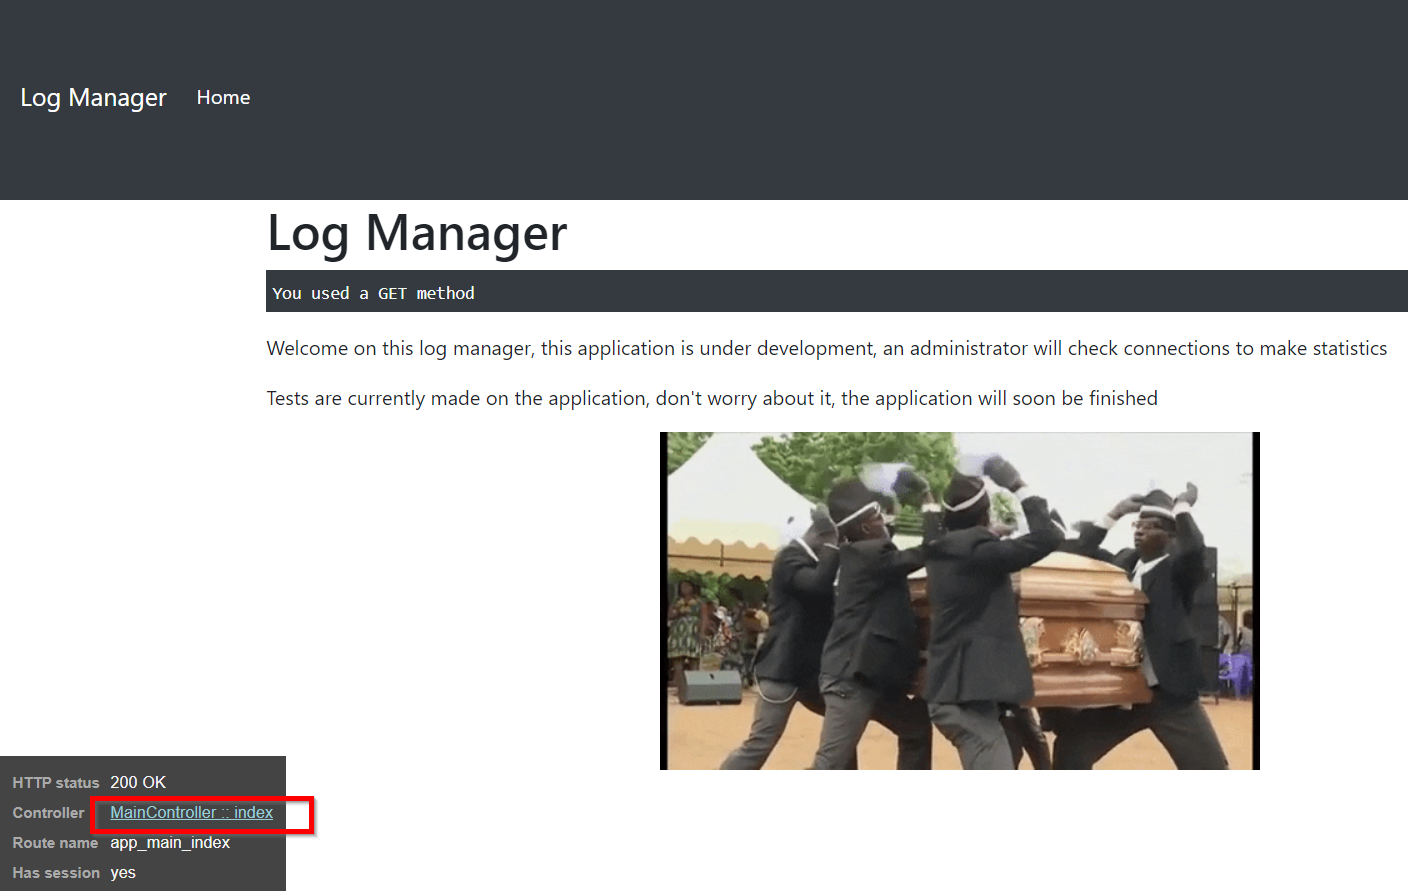 Log Manager Home
Log Manager
You used a GET method
Welcome on this log manager, this application is under development, an administrator will check connections to make statistics
Tests are currently made on the application, don't worry about it, the application will soon be finished
HTTP status 200 OK
Controller MainController :: index
Route name app_main_index
Has session yes